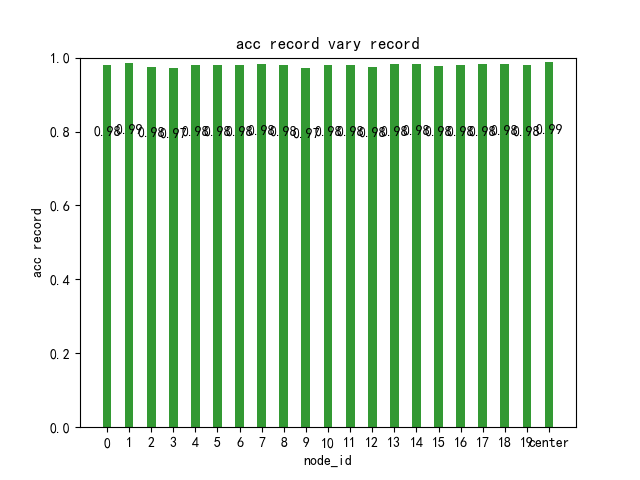 acc record vary record
1.0
0.8
0.6
0.4
0.2
0.0
acc record
0.98 0.99 0.98 0.97 0.98 0.98 0.98 0.98 0.98 0.97 0.98 0.98 0.98 0.98 0.98 0.98 0.98 0.98 0.98 0.98 0.99
0 1 2 3 4 5 6 7 8 9 10 11 12 13 14 15 16 17 18 19 center
node_id